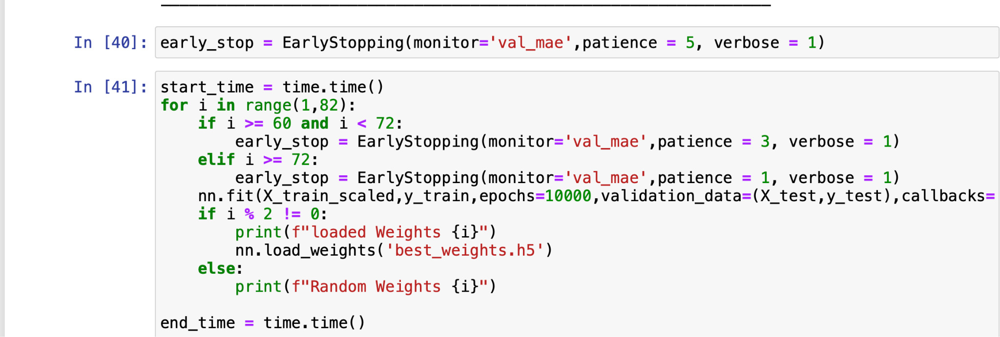 In [40]: early_stop = EarlyStopping(monitor='val_mae',patience = 5, verbose = 1)
In [41]: start_time = time.time()
for i in range(1,82):
    if i >= 60 and i < 72:
        early_stop = EarlyStopping(monitor='val_mae',patience = 3, verbose = 1)
    elif i >= 72:
        early_stop = EarlyStopping(monitor='val_mae',patience = 1, verbose = 1)
    nn.fit(X_train_scaled,y_train,epochs=10000,validation_data=(X_test,y_test),callbacks=
    if i % 2 != 0:
        print(f"loaded Weights {i}")
        nn.load_weights('best_weights.h5')
    else:
        print(f"Random Weights {i}")
end_time = time.time()